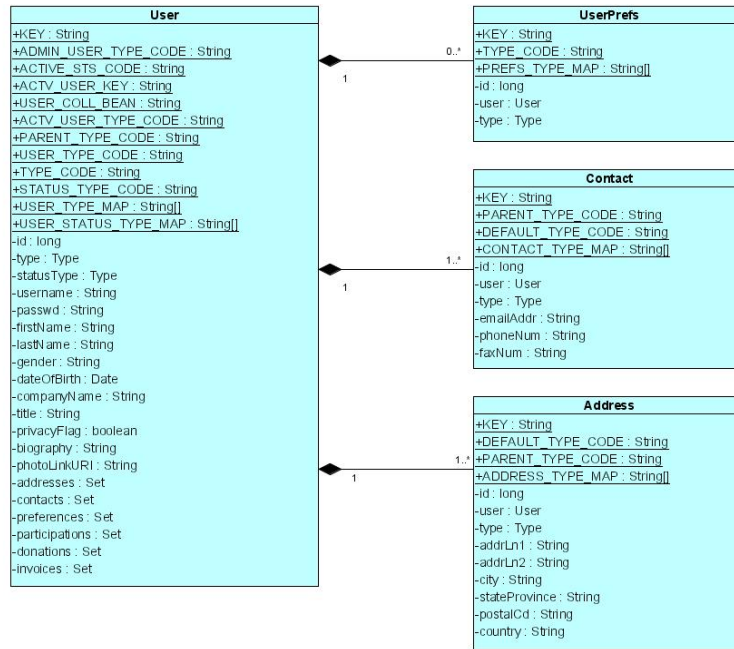 User
+KEY : String
+ADMIN_USER_TYPE_CODE : String
+ACTIVE_STS_CODE : String
+ACTV_USER_KEY : String
+USER_COLL_BEAN : String
+ACTV_USER_TYPE_CODE : String
+PARENT_TYPE_CODE : String
+USER_TYPE_CODE : String
+TYPE_CODE : String
+STATUS_TYPE_CODE : String
+USER_TYPE_MAP : String[]
+USER_STATUS_TYPE_MAP : String[]
-id : long
-type : Type
-statusType : Type
-username : String
-passwd : String
-firstName : String
-lastName : String
-gender : String
-dateOfBirth : Date
-companyName : String
-title : String
-privacyFlag : boolean
-biography : String
-photoLinkURI : String
-addresses : Set
-contacts : Set
-preferences : Set
-participations : Set
-donations : Set
-invoices : Set
1
0..*
UserPrefs
+KEY : String
+TYPE_CODE : String
+PREFS_TYPE_MAP : String[]
-id : long
-user : User
-type : Type
1
1..*
Contact
+KEY : String
+PARENT_TYPE_CODE : String
+DEFAULT_TYPE_CODE : String
+CONTACT_TYPE_MAP : String[]
-id : long
-user : User
-type : Type
-emailAddr : String
-phoneNum : String
-faxNum : String
1
1..*
Address
+KEY : String
+DEFAULT_TYPE_CODE : String
+PARENT_TYPE_CODE : String
+ADDRESS_TYPE_MAP : String[]
-id : long
-user : User
-type : Type
-addrLn1 : String
-addrLn2 : String
-city : String
-stateProvince : String
-postalCd : String
-country : String